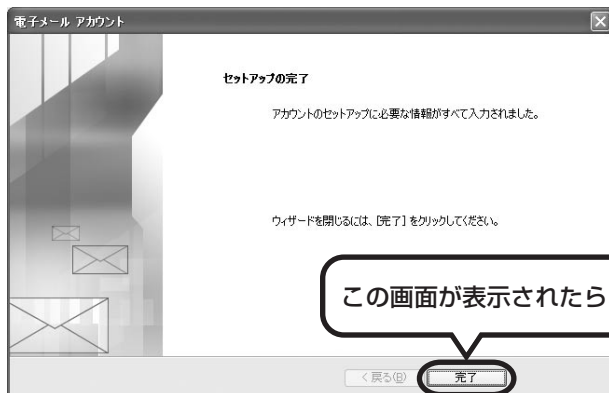 電子メール アカウント
セットアップの完了
アカウントのセットアップに必要な情報がすべて入力されました。
ウィザードを閉じるには、[完了] をクリックしてください。
この画面が表示されたら
< 戻る(B)
完了